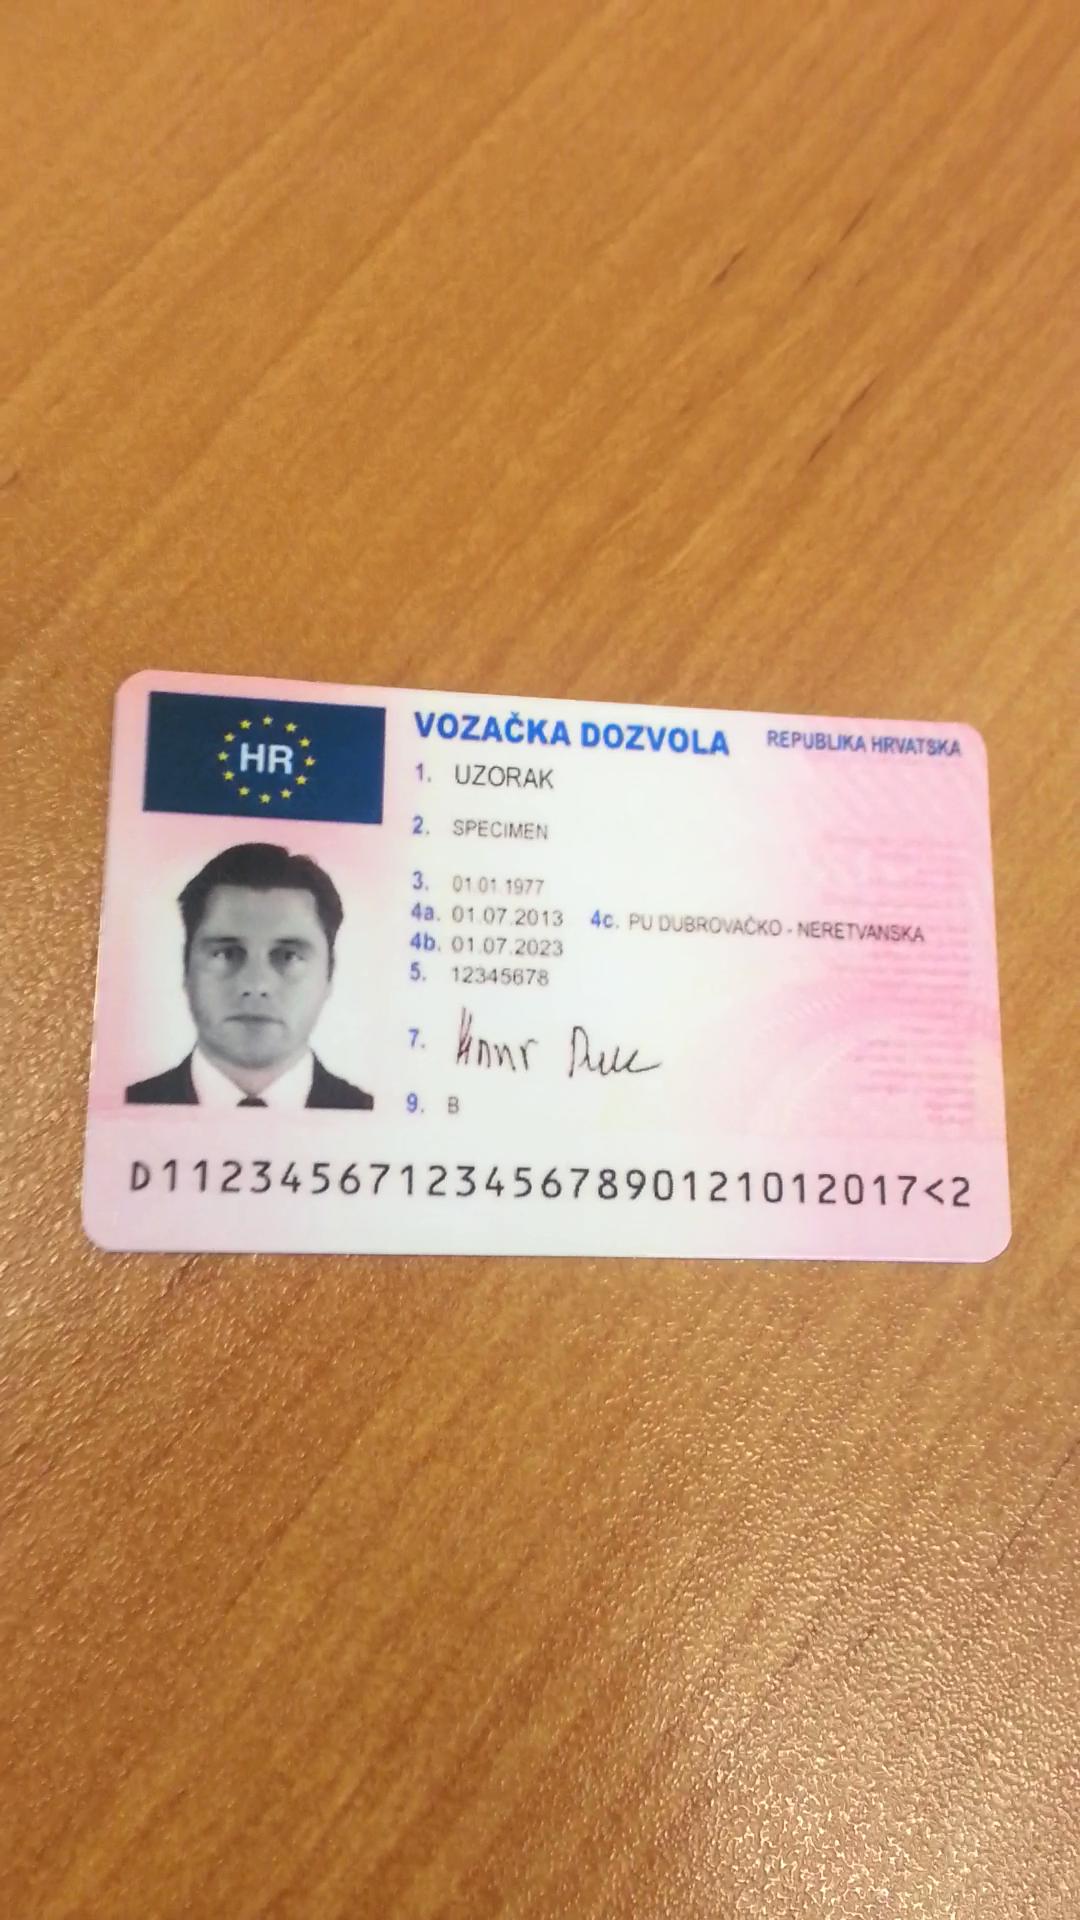 HR
VOZAČKA DOZVOLA REPUBLIKA HRVATSKA
1. UZORAK
2. SPECIMEN
3. 01.01.1977
4a. 01.07.2013 4c. PU DUBROVAČKO - NERETVANSKA
4b. 01.07.2023
5. 12345678
7.
9. B
D112345671234567890121012017<2